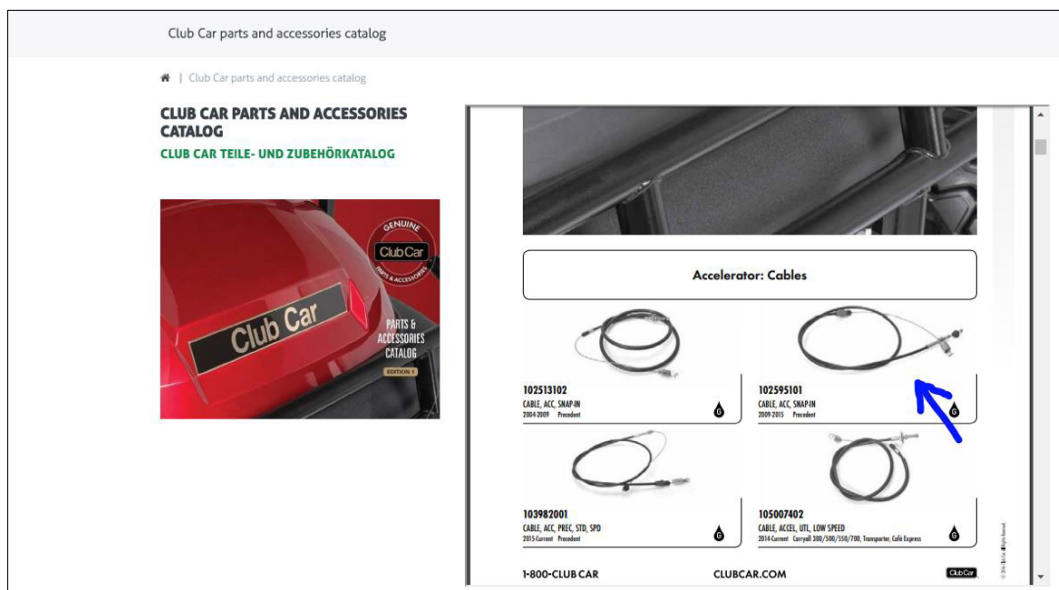 Club Car parts and accessories catalog
| Club Car parts and accessories catalog
CLUB CAR PARTS AND ACCESSORIES
CATALOG
CLUB CAR TEILE- UND ZUBEHÖRKATALOG
GENUINE
Club Car
PARTS & ACCESSORIES
Club Car
PARTS &
ACCESSORIES
CATALOG
EDITION 1
Accelerator: Cables
102513102
CABLE, ACC, SNAP-IN
2004-2009 Precedent
G
102595101
CABLE, ACC, SNAP-IN
2009-2015 Precedent
G
103982001
CABLE, ACC, PREC, STD, SPD
2015-Current Precedent
G
105007402
CABLE, ACCEL, UTL, LOW SPEED
2014-Current Carryall 300/500/550/700, Transporter, Café Express
G
1-800-CLUB CAR
CLUBCAR.COM
Club Car